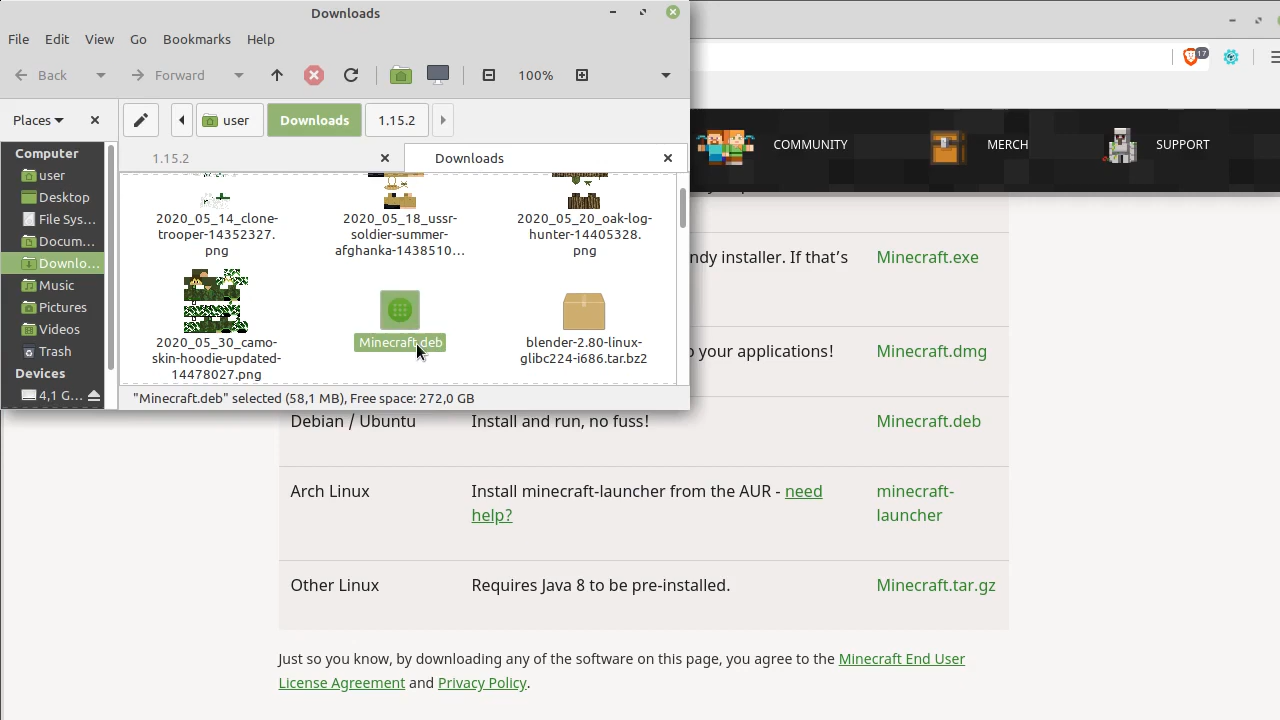 Downloads
File Edit View Go Bookmarks Help
Back Forward 100%
17
Places user Downloads 1.15.2
1.15.2 Downloads
COMMUNITY MERCH SUPPORT
Computer
user
Desktop
File Sys...
Docum...
Downlo...
Music
Pictures
Videos
Trash
Devices
4,1 G...
2020_05_14_clone-
trooper-14352327.
png
2020_05_18_ussr-
soldier-summer-
afghanka-1438510...
2020_05_20_oak-log-
hunter-14405328.
png
2020_05_30_camo-
skin-hoodie-updated-
14478027.png
Minecraft.deb
blender-2.80-linux-
glibc224-i686.tar.bz2
"Minecraft.deb" selected (58,1 MB), Free space: 272,0 GB
ndy installer. If that's Minecraft.exe
your applications! Minecraft.dmg
Debian / Ubuntu Install and run, no fuss! Minecraft.deb
Arch Linux Install minecraft-launcher from the AUR - need
help?
minecraft-
launcher
Other Linux Requires Java 8 to be pre-installed. Minecraft.tar.gz
Just so you know, by downloading any of the software on this page, you agree to the Minecraft End User
License Agreement and Privacy Policy.